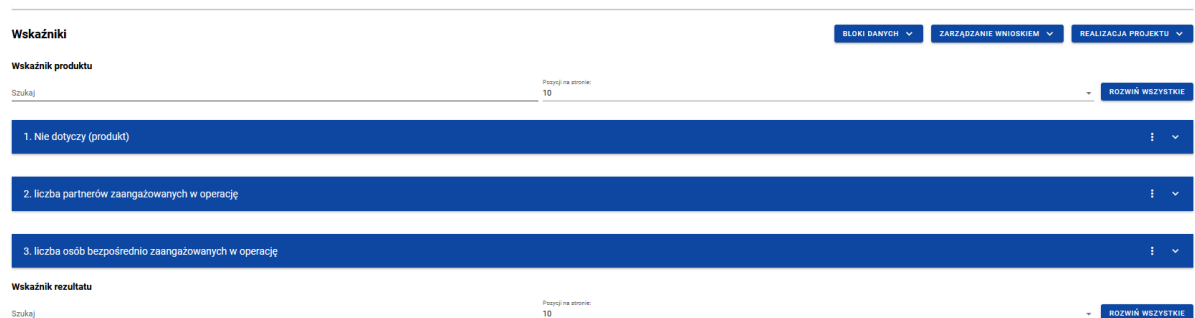 Wskaźniki
BLOKI DANYCH
ZARZĄDZANIE WNIOSKIEM
REALIZACJA PROJEKTU
Wskaźnik produktu
Szukaj
Pozycji na stronie:
10
ROZWIŃ WSZYSTKIE
1. Nie dotyczy (produkt)
2. liczba partnerów zaangażowanych w operację
3. liczba osób bezpośrednio zaangażowanych w operację
Wskaźnik rezultatu
Szukaj
Pozycji na stronie:
10
ROZWIŃ WSZYSTKIE